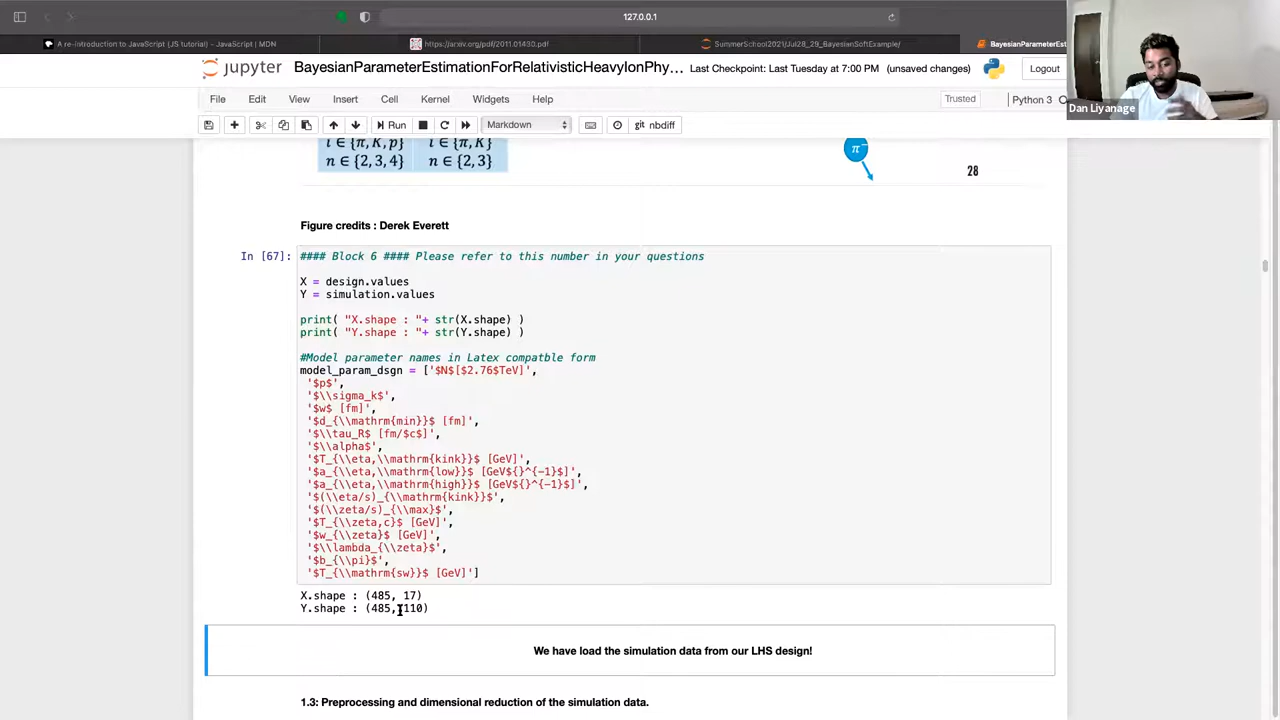 127.0.0.1
A re-introduction to JavaScript (JS tutorial) – JavaScript | MDN
https://arxiv.org/pdf/2011.01430.pdf
SummerSchool2021/Jul28_29_BayesianSoftExample/
BayesianParameterEsti
jupyter
BayesianParameterEstimationForRelativisticHeavyIonPhy...
Last Checkpoint: Last Tuesday at 7:00 PM (unsaved changes)
Logout
Dan Liyanage
File Edit View Insert Cell Kernel Widgets Help
Trusted
Python 3
Run
Markdown
nbdiff
l ∈ {π, K, p}
l ∈ {π, K}
n ∈ {2, 3, 4}
n ∈ {2, 3}
π⁻
28
Figure credits : Derek Everett
In [67]:
#### Block 6 #### Please refer to this number in your questions
X = design.values
Y = simulation.values
print( "X.shape : "+ str(X.shape) )
print( "Y.shape : "+ str(Y.shape) )
#Model parameter names in Latex compatble form
model_param_dsgn = ['$N$[$2.76$TeV]',
'$p$',
'$\\sigma_k$',
'$w$ [fm]',
'$d_{\\mathrm{min}}$ [fm]',
'$\\tau_R$ [fm/$c$]',
'$\\alpha$',
'$T_{\\eta,\\mathrm{kink}}$ [GeV]',
'$a_{\\eta,\\mathrm{low}}$ [GeV${}^{-1}$]',
'$a_{\\eta,\\mathrm{high}}$ [GeV${}^{-1}$]',
'$(\\eta/s)_{\\mathrm{kink}}$',
'$(\\zeta/s)_{\\max}$',
'$T_{\\zeta,c}$ [GeV]',
'$w_{\\zeta}$ [GeV]',
'$\\lambda_{\\zeta}$',
'$b_{\\pi}$',
'$T_{\\mathrm{sw}}$ [GeV]']
X.shape : (485, 17)
Y.shape : (485, 110)
We have load the simulation data from our LHS design!
1.3: Preprocessing and dimensional reduction of the simulation data.